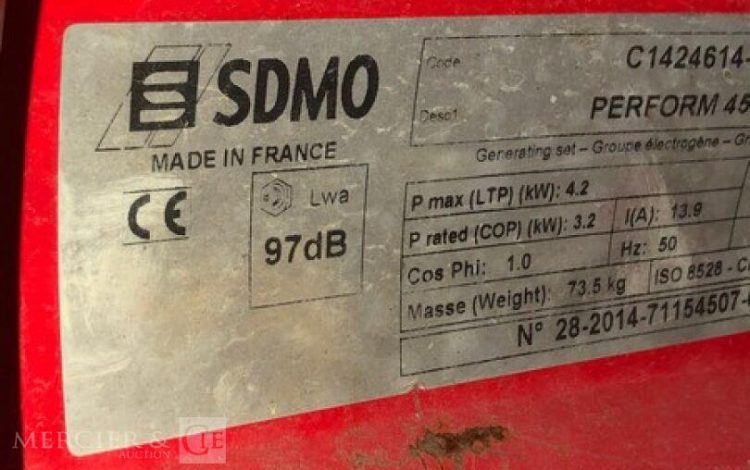 SDMO
MADE IN FRANCE
CE
Lwa
97dB
Code C1424614-
Desc1 PERFORM 45
Generating set – Groupe électrogène – Gr
P max (LTP) (kW): 4.2
P rated (COP) (kW): 3.2 I(A): 13.9
Cos Phi: 1.0 Hz: 50
Masse (Weight): 73.5 kg ISO 8528 - C
N° 28-2014-71154507-
MERCIER & CIE
AUCTION